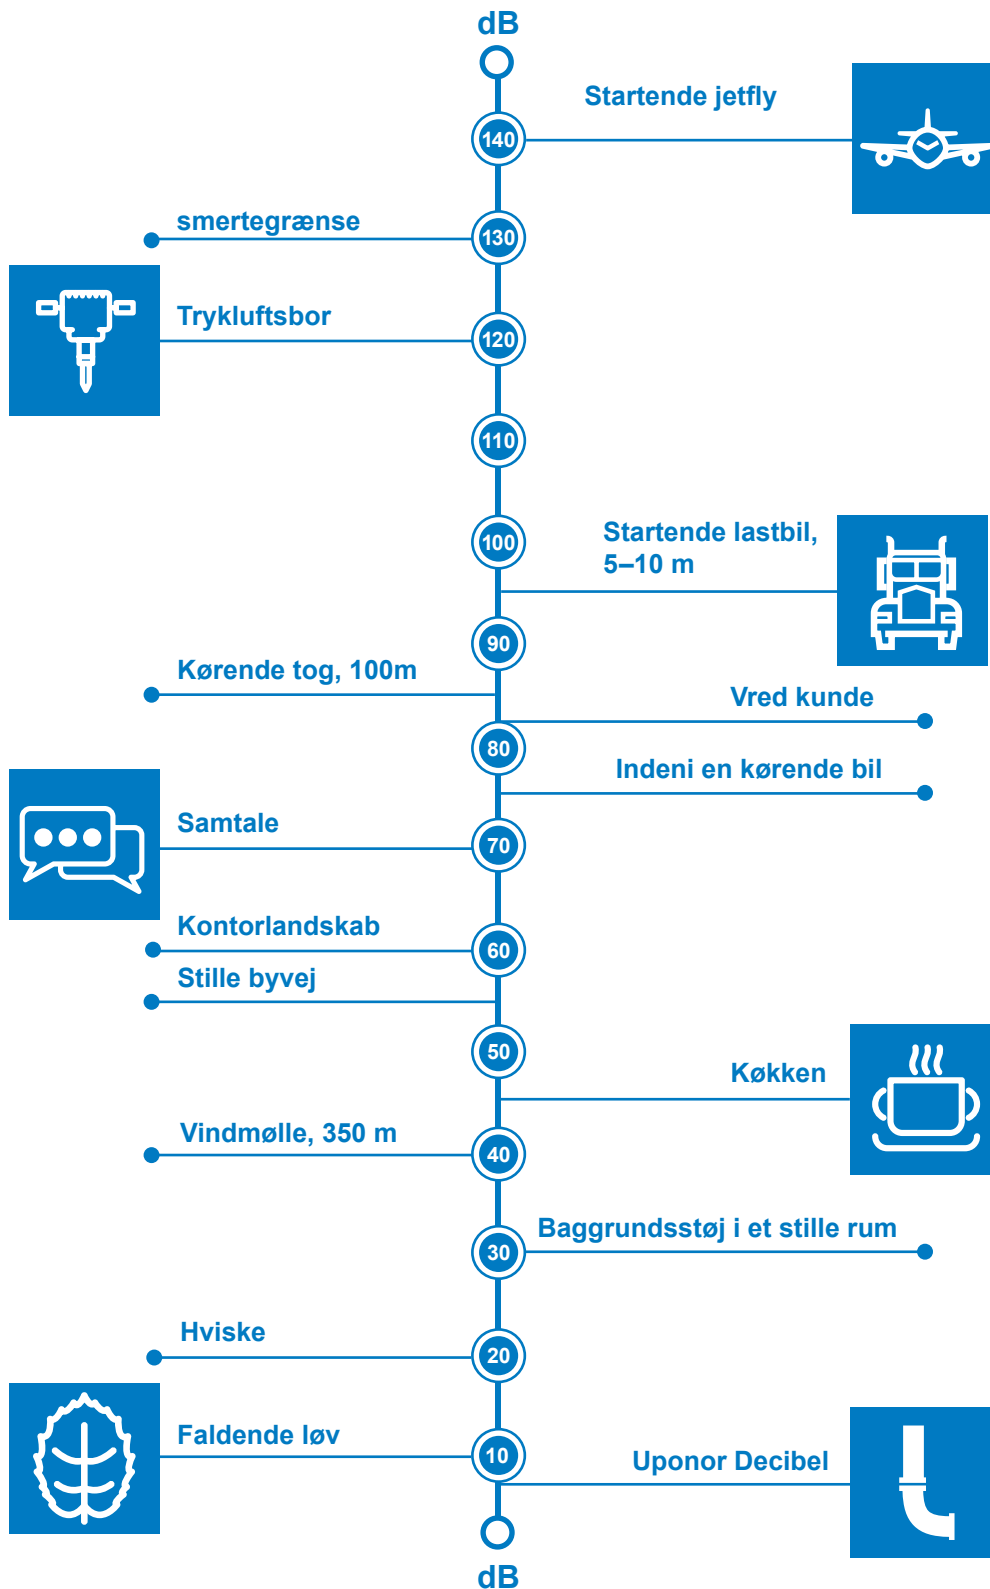 dB
Startende jetfly
140
smertegrænse
130
Trykluftsbor
120
110
100
Startende lastbil,
5–10 m
90
Kørende tog, 100m
Vred kunde
80
Indeni en kørende bil
Samtale
70
Kontorlandskab
60
Stille byvej
50
Køkken
Vindmølle, 350 m
40
Baggrundsstøj i et stille rum
30
Hviske
20
Faldende løv
10
Uponor Decibel
dB